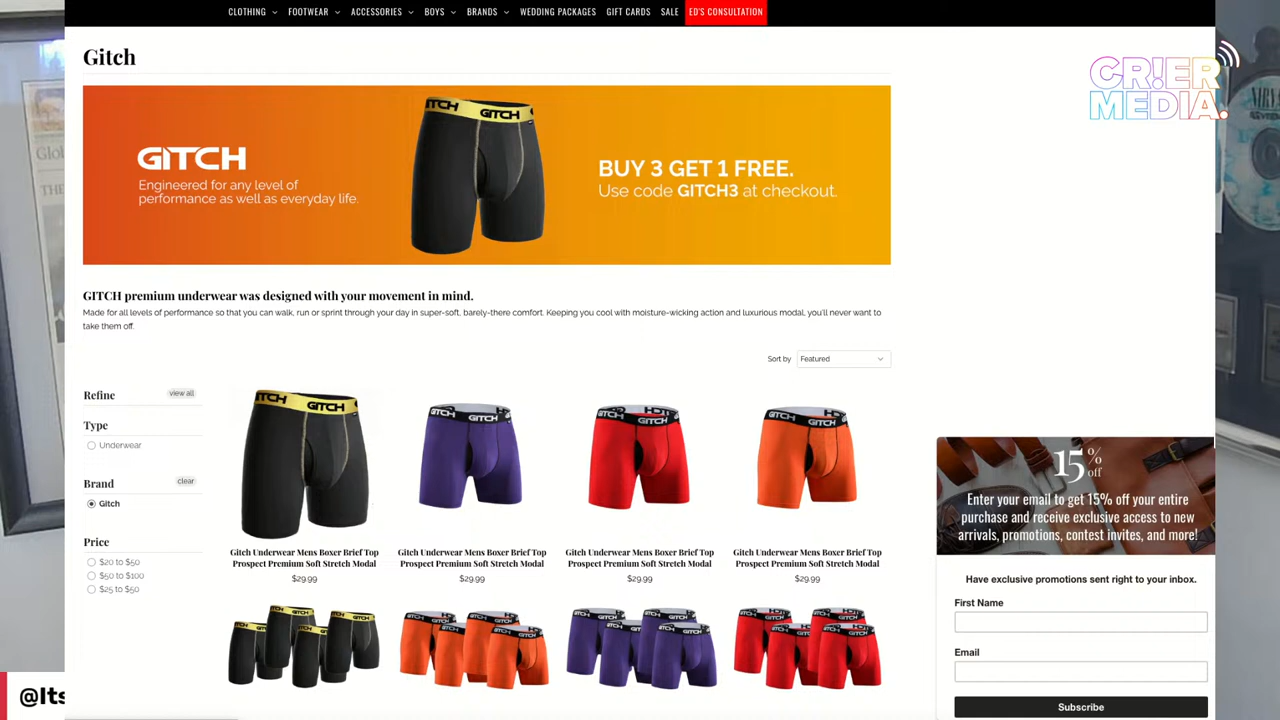 CLOTHING FOOTWEAR ACCESSORIES BOYS BRANDS WEDDING PACKAGES GIFT CARDS SALE ED'S CONSULTATION
Gitch
CR!ER
MEDIA.
GITCH
Engineered for any level of
performance as well as everyday life.
GITCH
BUY 3 GET 1 FREE.
Use code GITCH3 at checkout.
GITCH premium underwear was designed with your movement in mind.
Made for all levels of performance so that you can walk, run or sprint through your day in super-soft, barely-there comfort. Keeping you cool with moisture-wicking action and luxurious modal, you'll never want to
take them off.
Sort by Featured
Refine view all
Type
Underwear
Brand clear
Gitch
Price
$20 to $50
$50 to $100
$25 to $50
GITCH
GITCH
GITCH
GITCH
Gitch Underwear Mens Boxer Brief Top
Prospect Premium Soft Stretch Modal
$29.99
Gitch Underwear Mens Boxer Brief Top
Prospect Premium Soft Stretch Modal
$29.99
Gitch Underwear Mens Boxer Brief Top
Prospect Premium Soft Stretch Modal
$29.99
Gitch Underwear Mens Boxer Brief Top
Prospect Premium Soft Stretch Modal
$29.99
15% off
Enter your email to get 15% off your entire
purchase and receive exclusive access to new
arrivals, promotions, contest invites, and more!
Have exclusive promotions sent right to your inbox.
First Name
Email
Subscribe
@Its